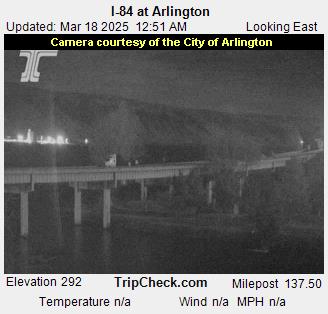 I-84 at Arlington
Updated: Mar 18 2025 12:51 AM Looking East
Camera courtesy of the City of Arlington
Elevation 292 TripCheck.com Milepost 137.50
Temperature n/a Wind n/a MPH n/a